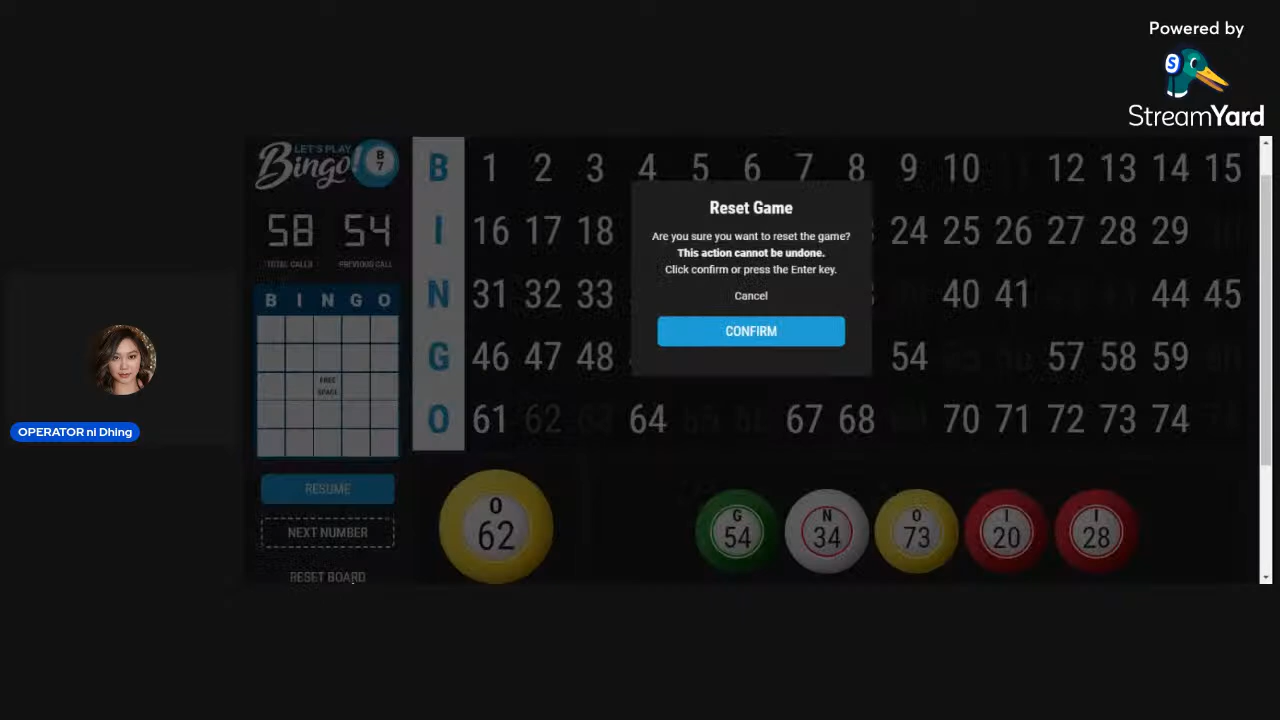 Powered by
StreamYard
LET'S PLAY
Bingo!
B
7
58 54
TOTAL CALLS PREVIOUS CALL
B I N G O
FREE
SPACE
RESUME
NEXT NUMBER
RESET BOARD
B 1 2 3 4 5 6 7 8 9 10 12 13 14 15
I 16 17 18 24 25 26 27 28 29
N 31 32 33 40 41 44 45
G 46 47 48 54 57 58 59
O 61 62 63 64 67 68 70 71 72 73 74
Reset Game
Are you sure you want to reset the game?
This action cannot be undone.
Click confirm or press the Enter key.
Cancel
CONFIRM
O
62
G
54
N
34
O
73
I
20
I
28
OPERATOR ni Dhing